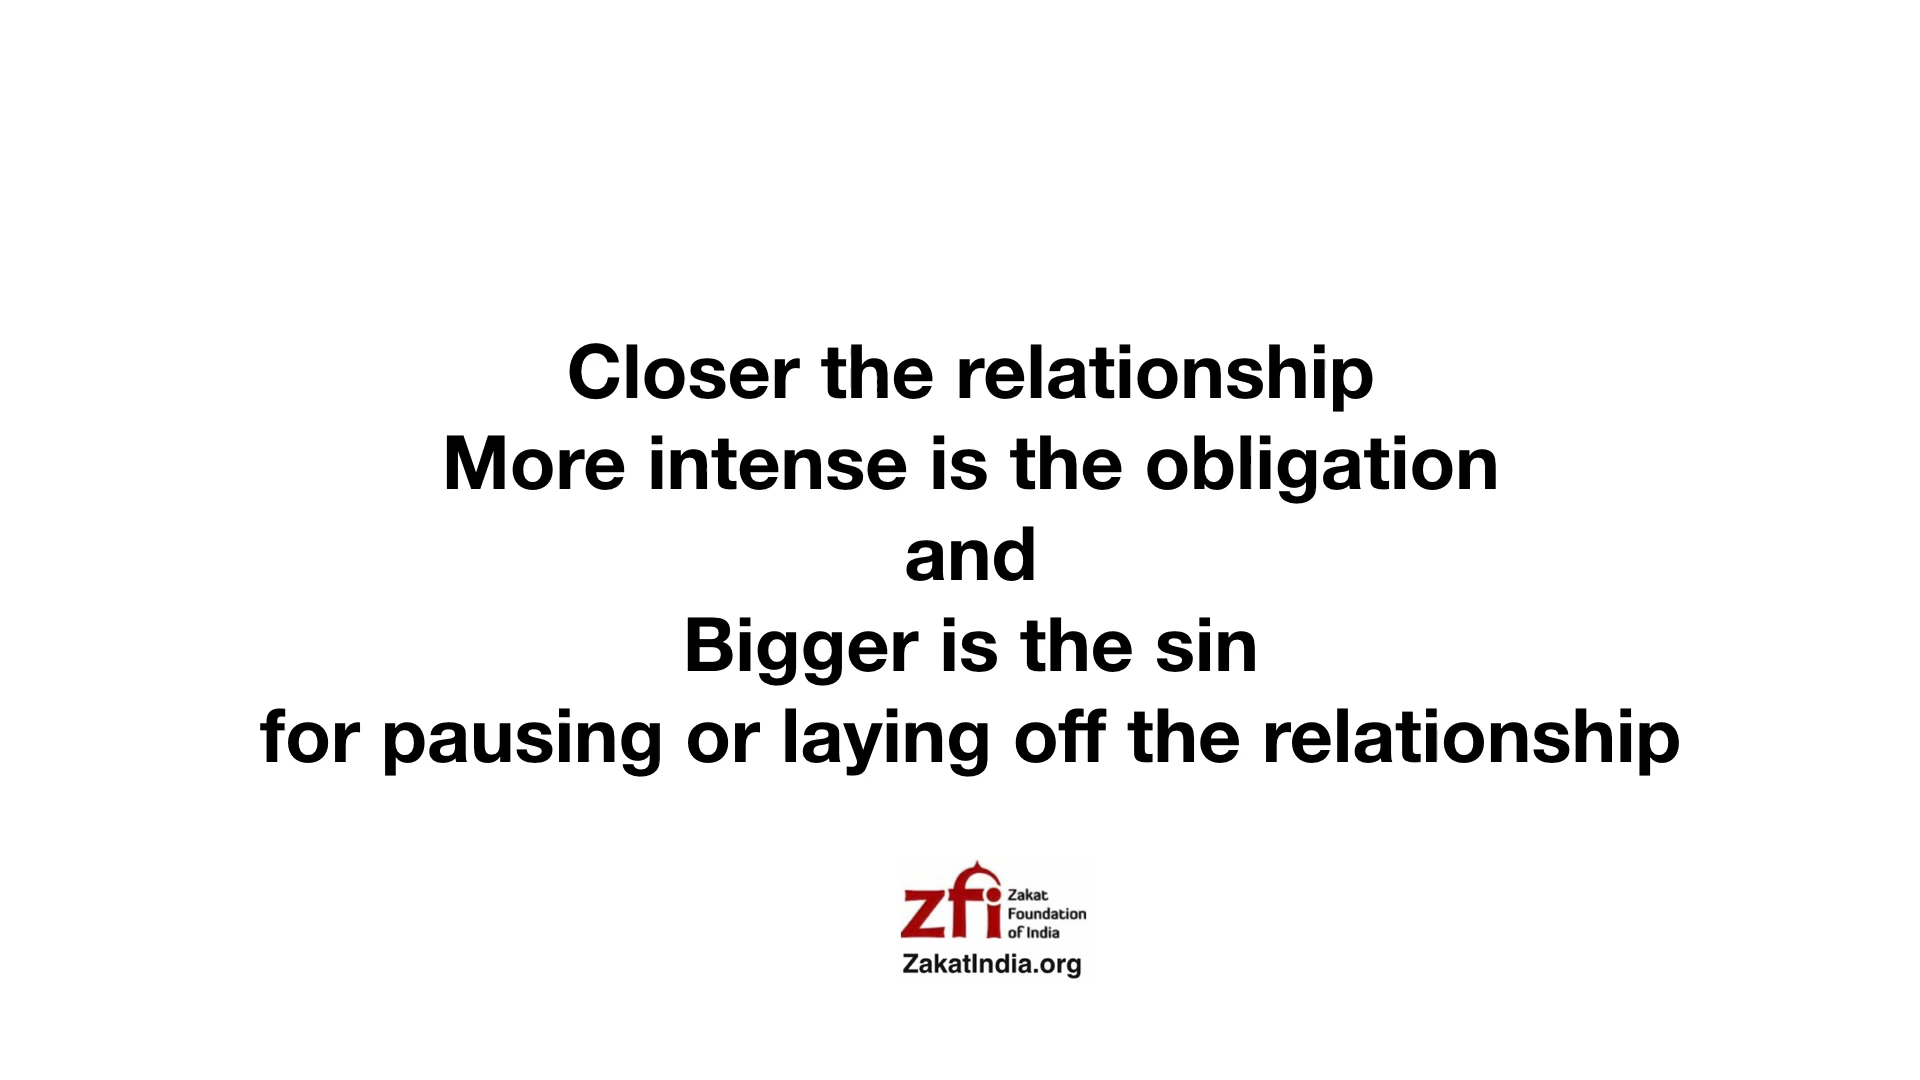 Closer the relationship
More intense is the obligation
and
Bigger is the sin
for pausing or laying off the relationship
zfi Zakat
Foundation
of India
ZakatIndia.org